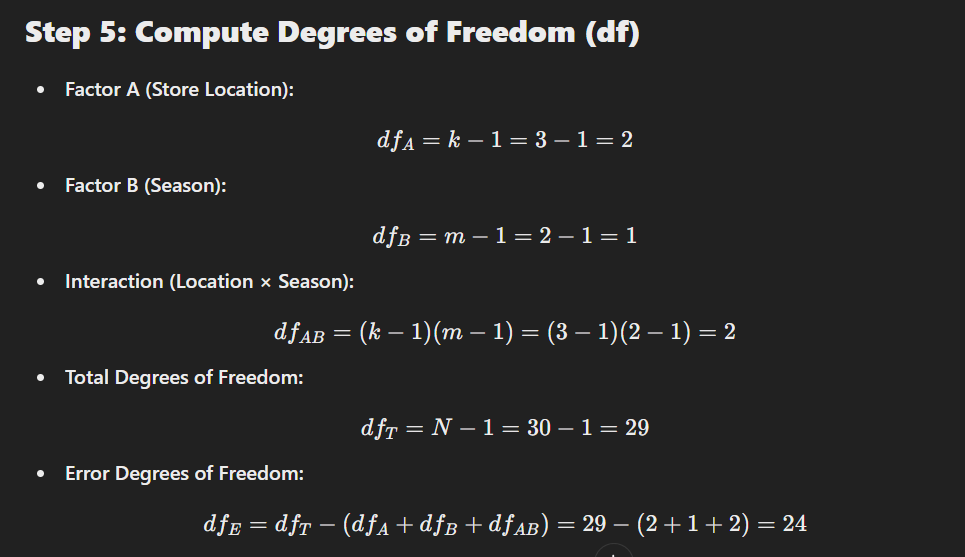 Step 5: Compute Degrees of Freedom (df)
• Factor A (Store Location):
df_A = k − 1 = 3 − 1 = 2
• Factor B (Season):
df_B = m − 1 = 2 − 1 = 1
• Interaction (Location × Season):
df_AB = (k − 1)(m − 1) = (3 − 1)(2 − 1) = 2
• Total Degrees of Freedom:
df_T = N − 1 = 30 − 1 = 29
• Error Degrees of Freedom:
df_E = df_T − (df_A + df_B + df_AB) = 29 − (2 + 1 + 2) = 24